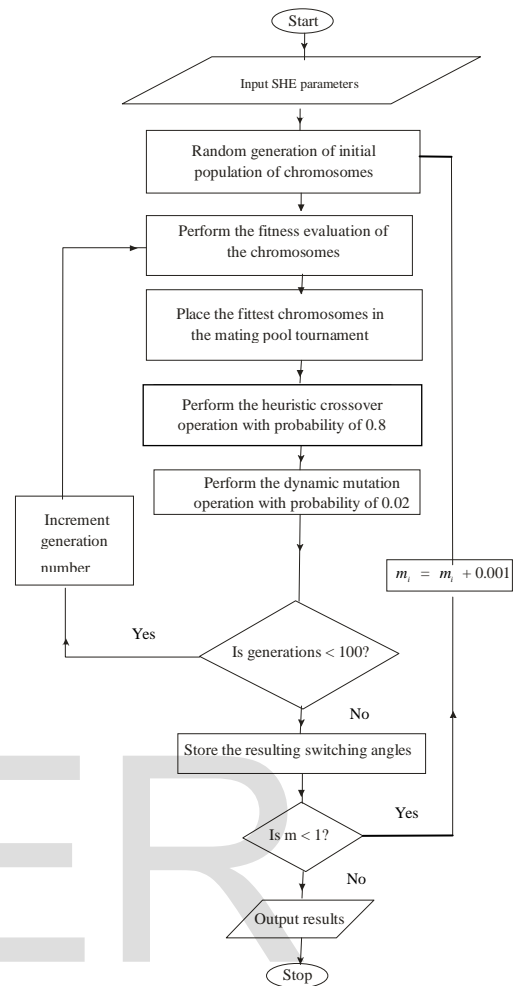 Start
Input SHE parameters
Random generation of initial
population of chromosomes
Perform the fitness evaluation of
the chromosomes
Place the fittest chromosomes in
the mating pool tournament
Perform the heuristic crossover
operation with probability of 0.8
Perform the dynamic mutation
operation with probability of 0.02
Increment
generation
number
m_i = m_i + 0.001
Yes
Is generations < 100?
No
Store the resulting switching angles
Yes
Is m < 1?
No
Output results
Stop
ER